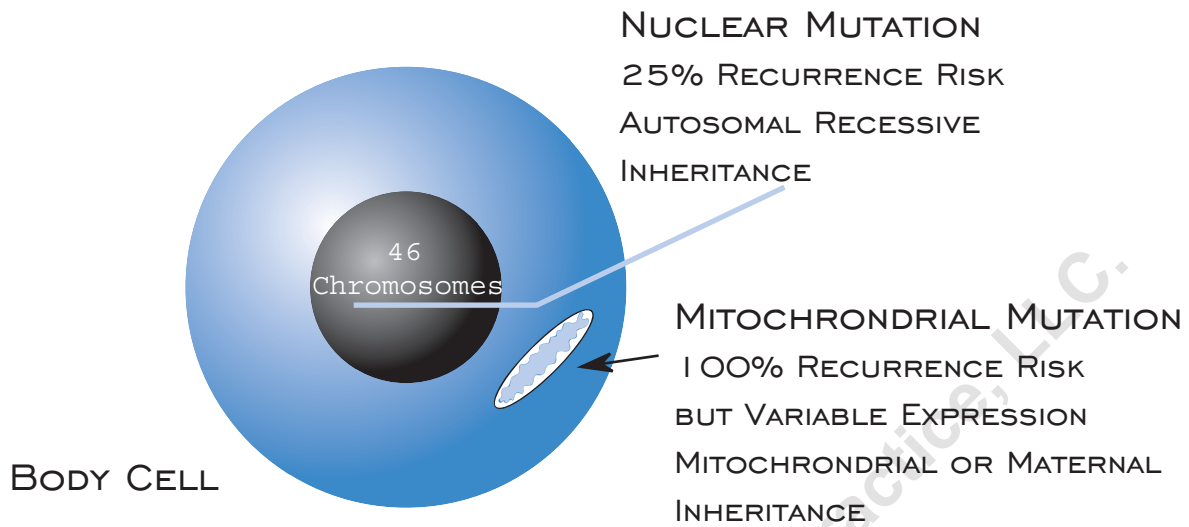 NUCLEAR MUTATION
25% RECURRENCE RISK
AUTOSOMAL RECESSIVE
INHERITANCE
46
Chromosomes
MITOCHRONDRIAL MUTATION
100% RECURRENCE RISK
BUT VARIABLE EXPRESSION
MITOCHRONDRIAL OR MATERNAL
INHERITANCE
BODY CELL
LLC.